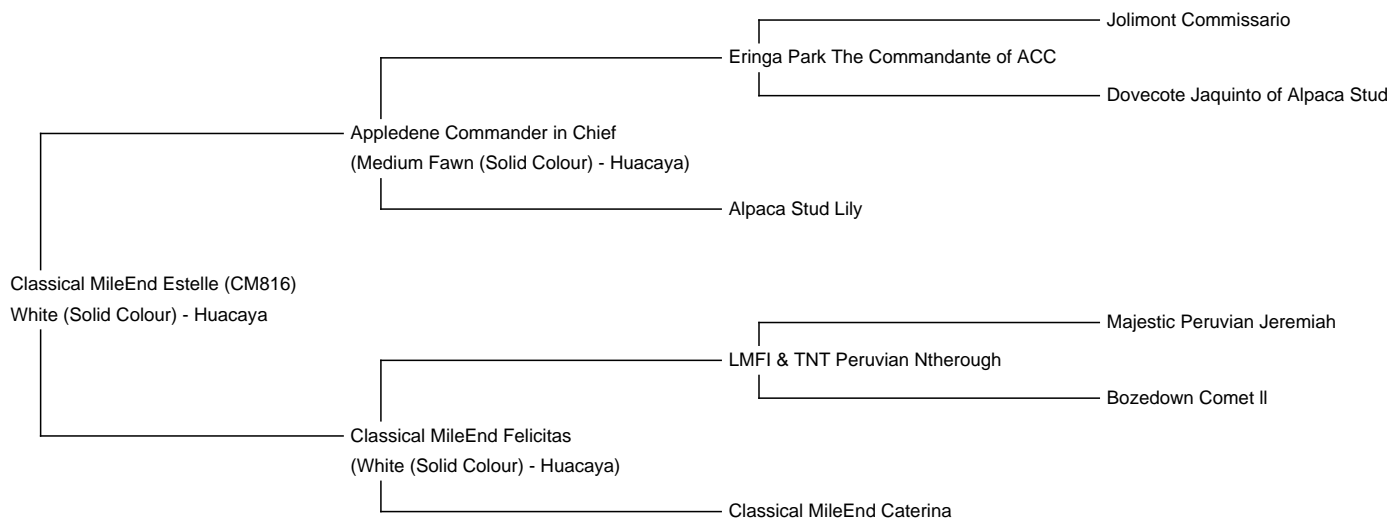 Jolimont Commissario
Eringa Park The Commandante of ACC
Dovecote Jaquinto of Alpaca Stud
Appledene Commander in Chief
(Medium Fawn (Solid Colour) - Huacaya)
Alpaca Stud Lily
Classical MileEnd Estelle (CM816)
White (Solid Colour) - Huacaya
Majestic Peruvian Jeremiah
LMFI & TNT Peruvian Ntherough
Bozedown Comet ll
Classical MileEnd Felicitas
(White (Solid Colour) - Huacaya)
Classical MileEnd Caterina